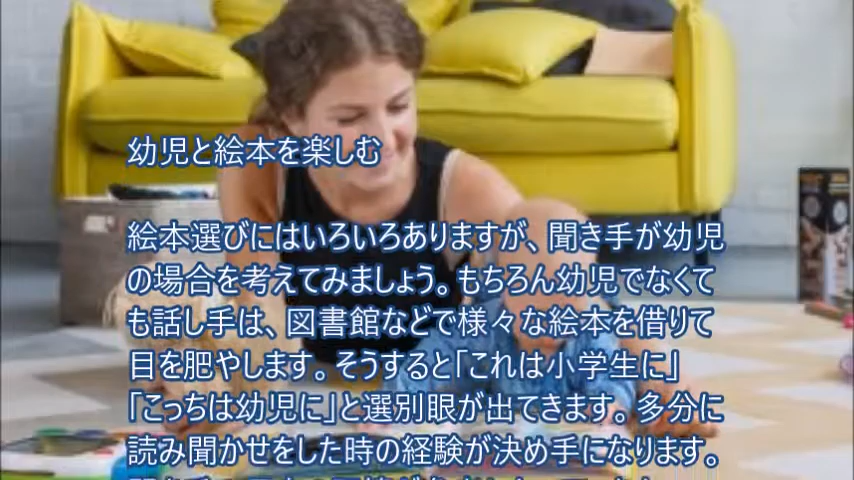 幼児と絵本を楽しむ
絵本選びにはいろいろありますが、聞き手が幼児
の場合を考えてみましょう。もちろん幼児でなくて
も話し手は、図書館などで様々な絵本を借りて
目を肥やします。そうすると「これは小学生に」
「こっちは幼児に」と選別眼が出てきます。多分に
読み聞かせをした時の経験が決め手になります。